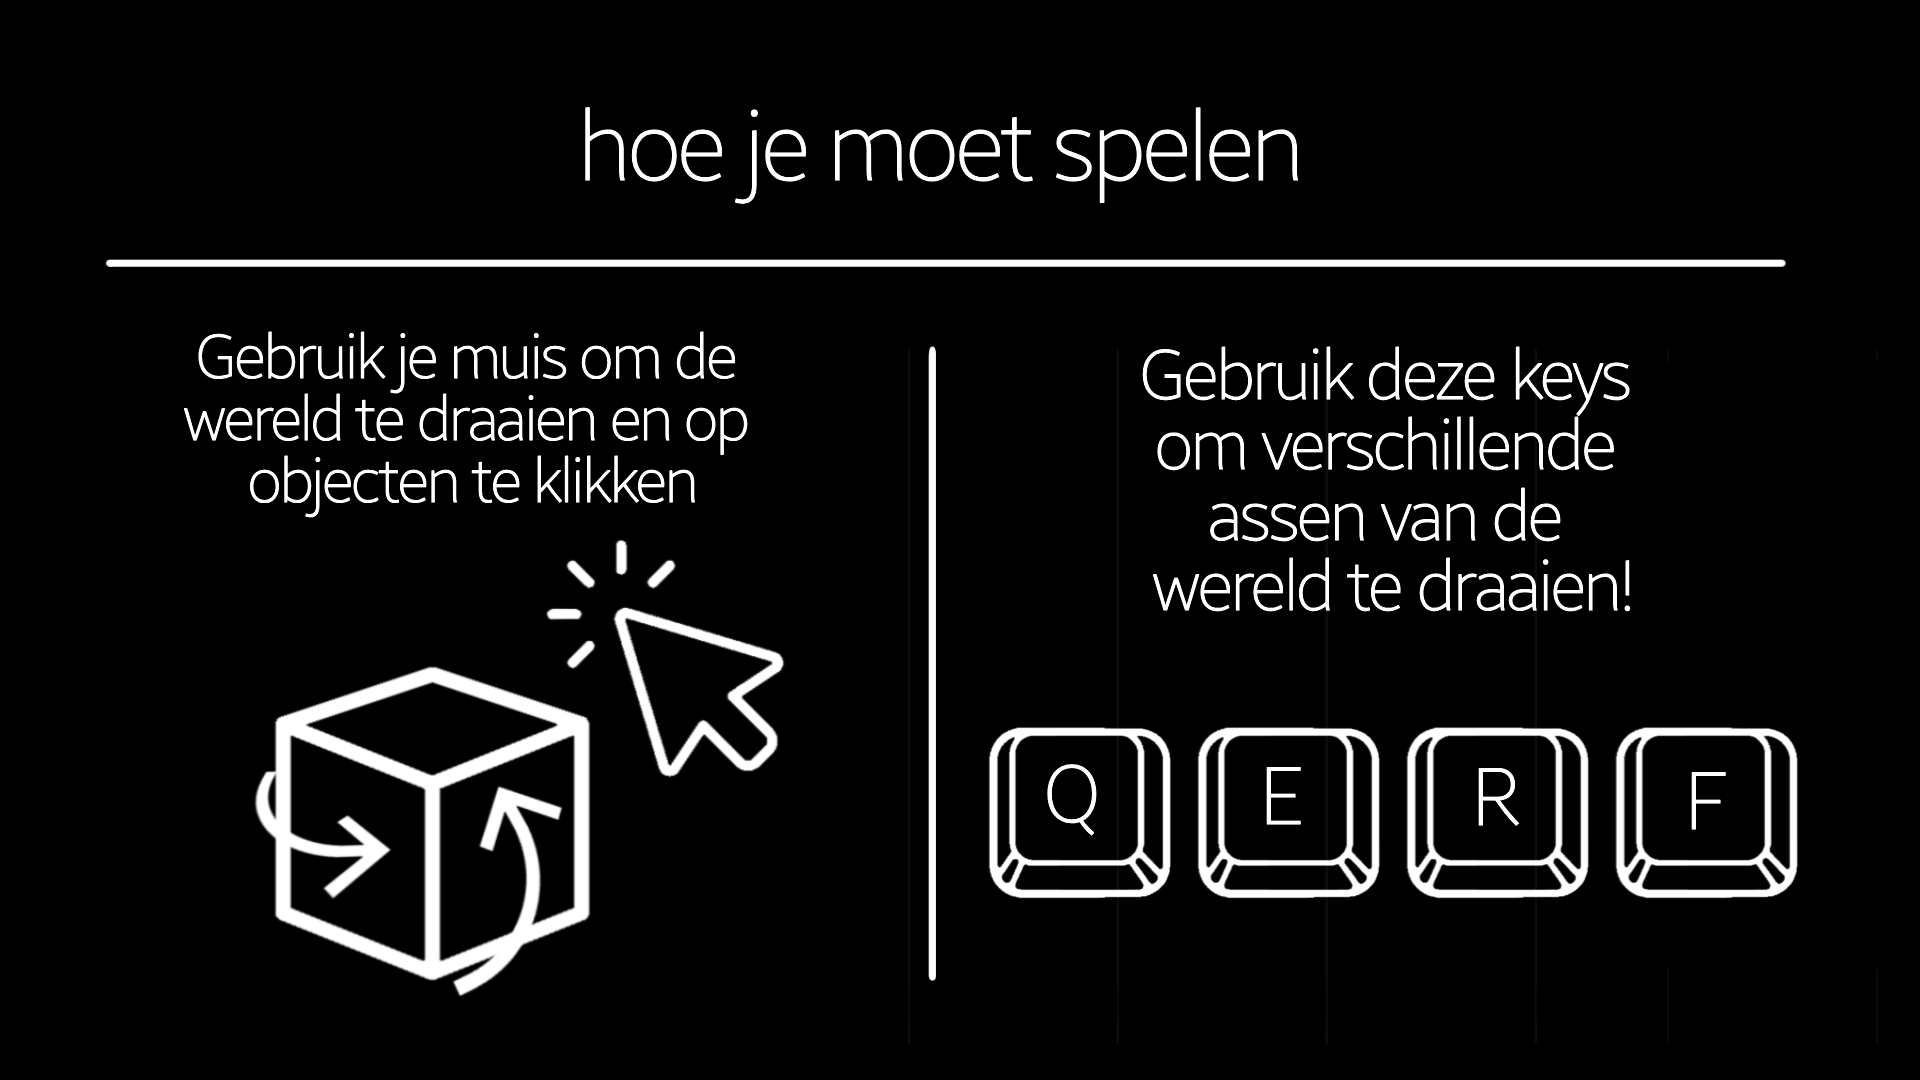 hoe je moet spelen
Gebruik je muis om de
wereld te draaien en op
objecten te klikken
Gebruik deze keys
om verschillende
assen van de
wereld te draaien!
Q E R F